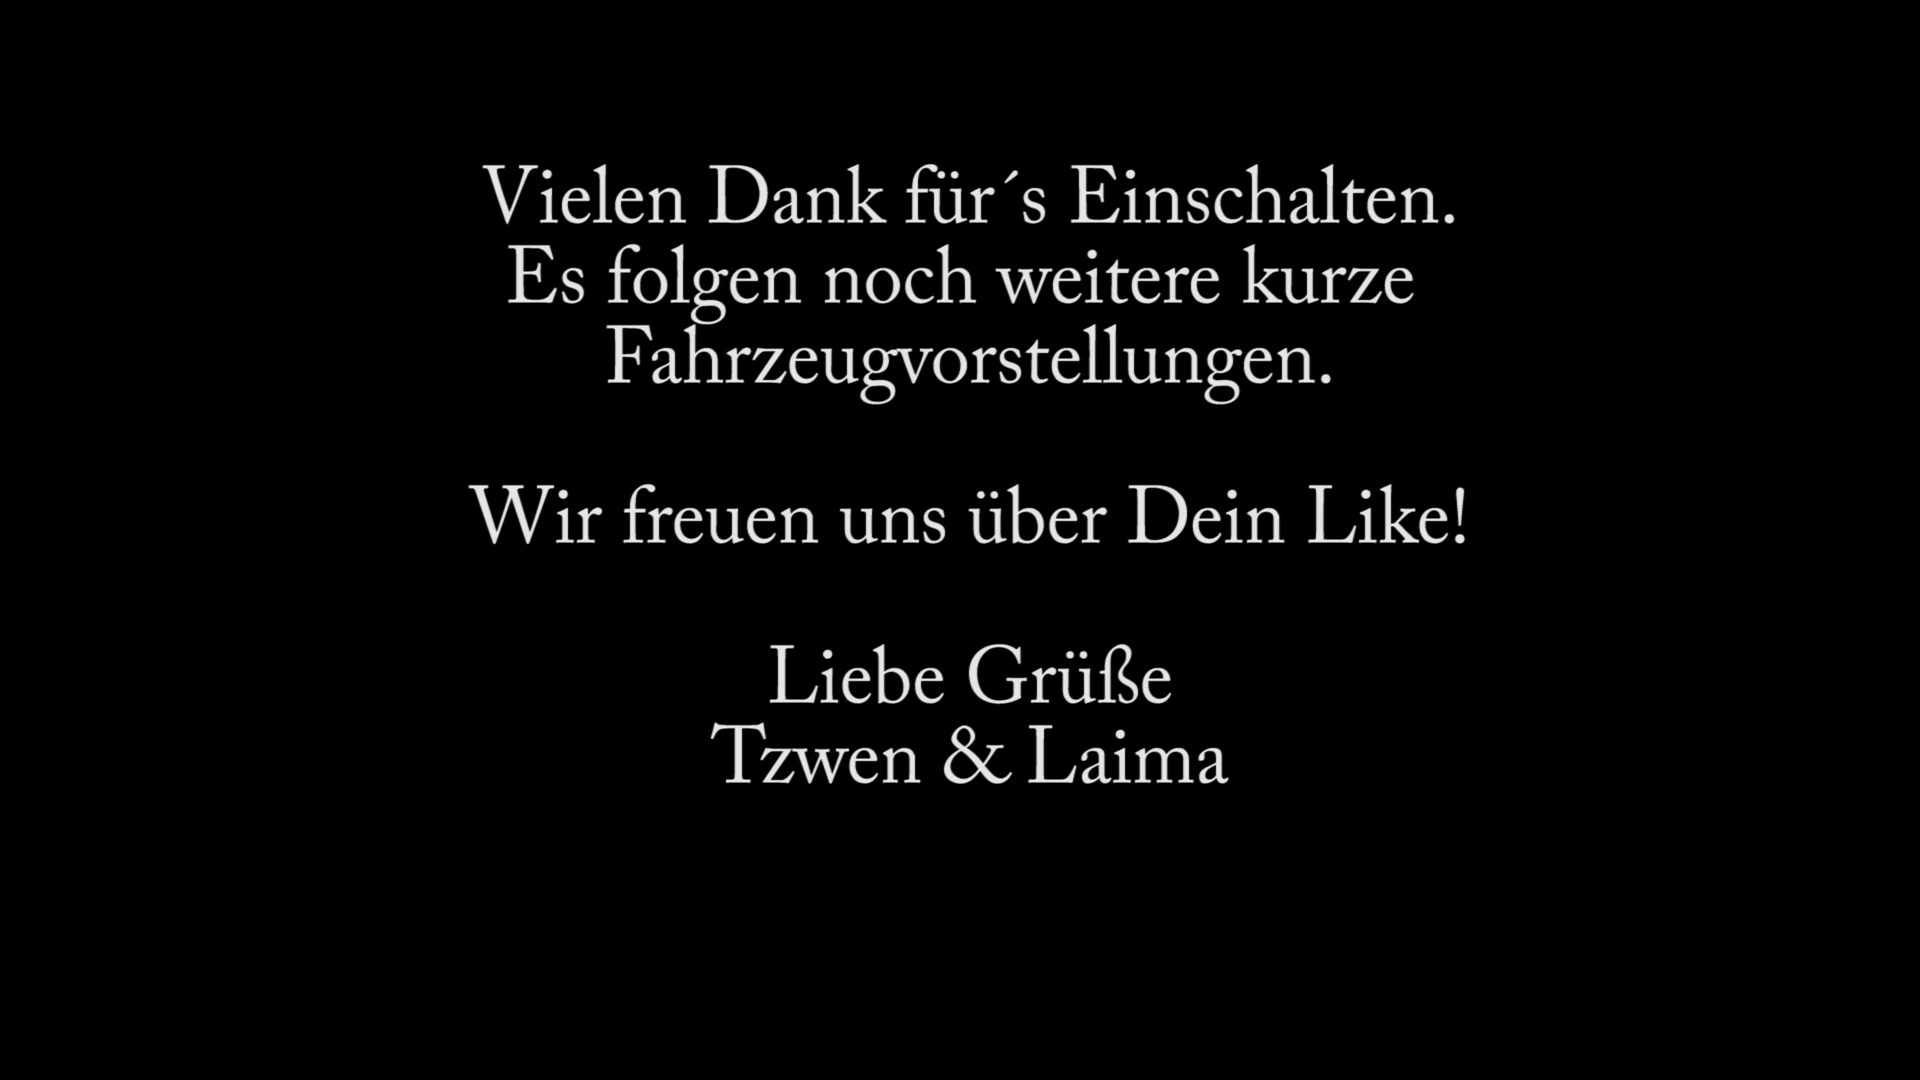 Vielen Dank für´s Einschalten.
Es folgen noch weitere kurze
Fahrzeugvorstellungen.
Wir freuen uns über Dein Like!
Liebe Grüße
Tzwen & Laima